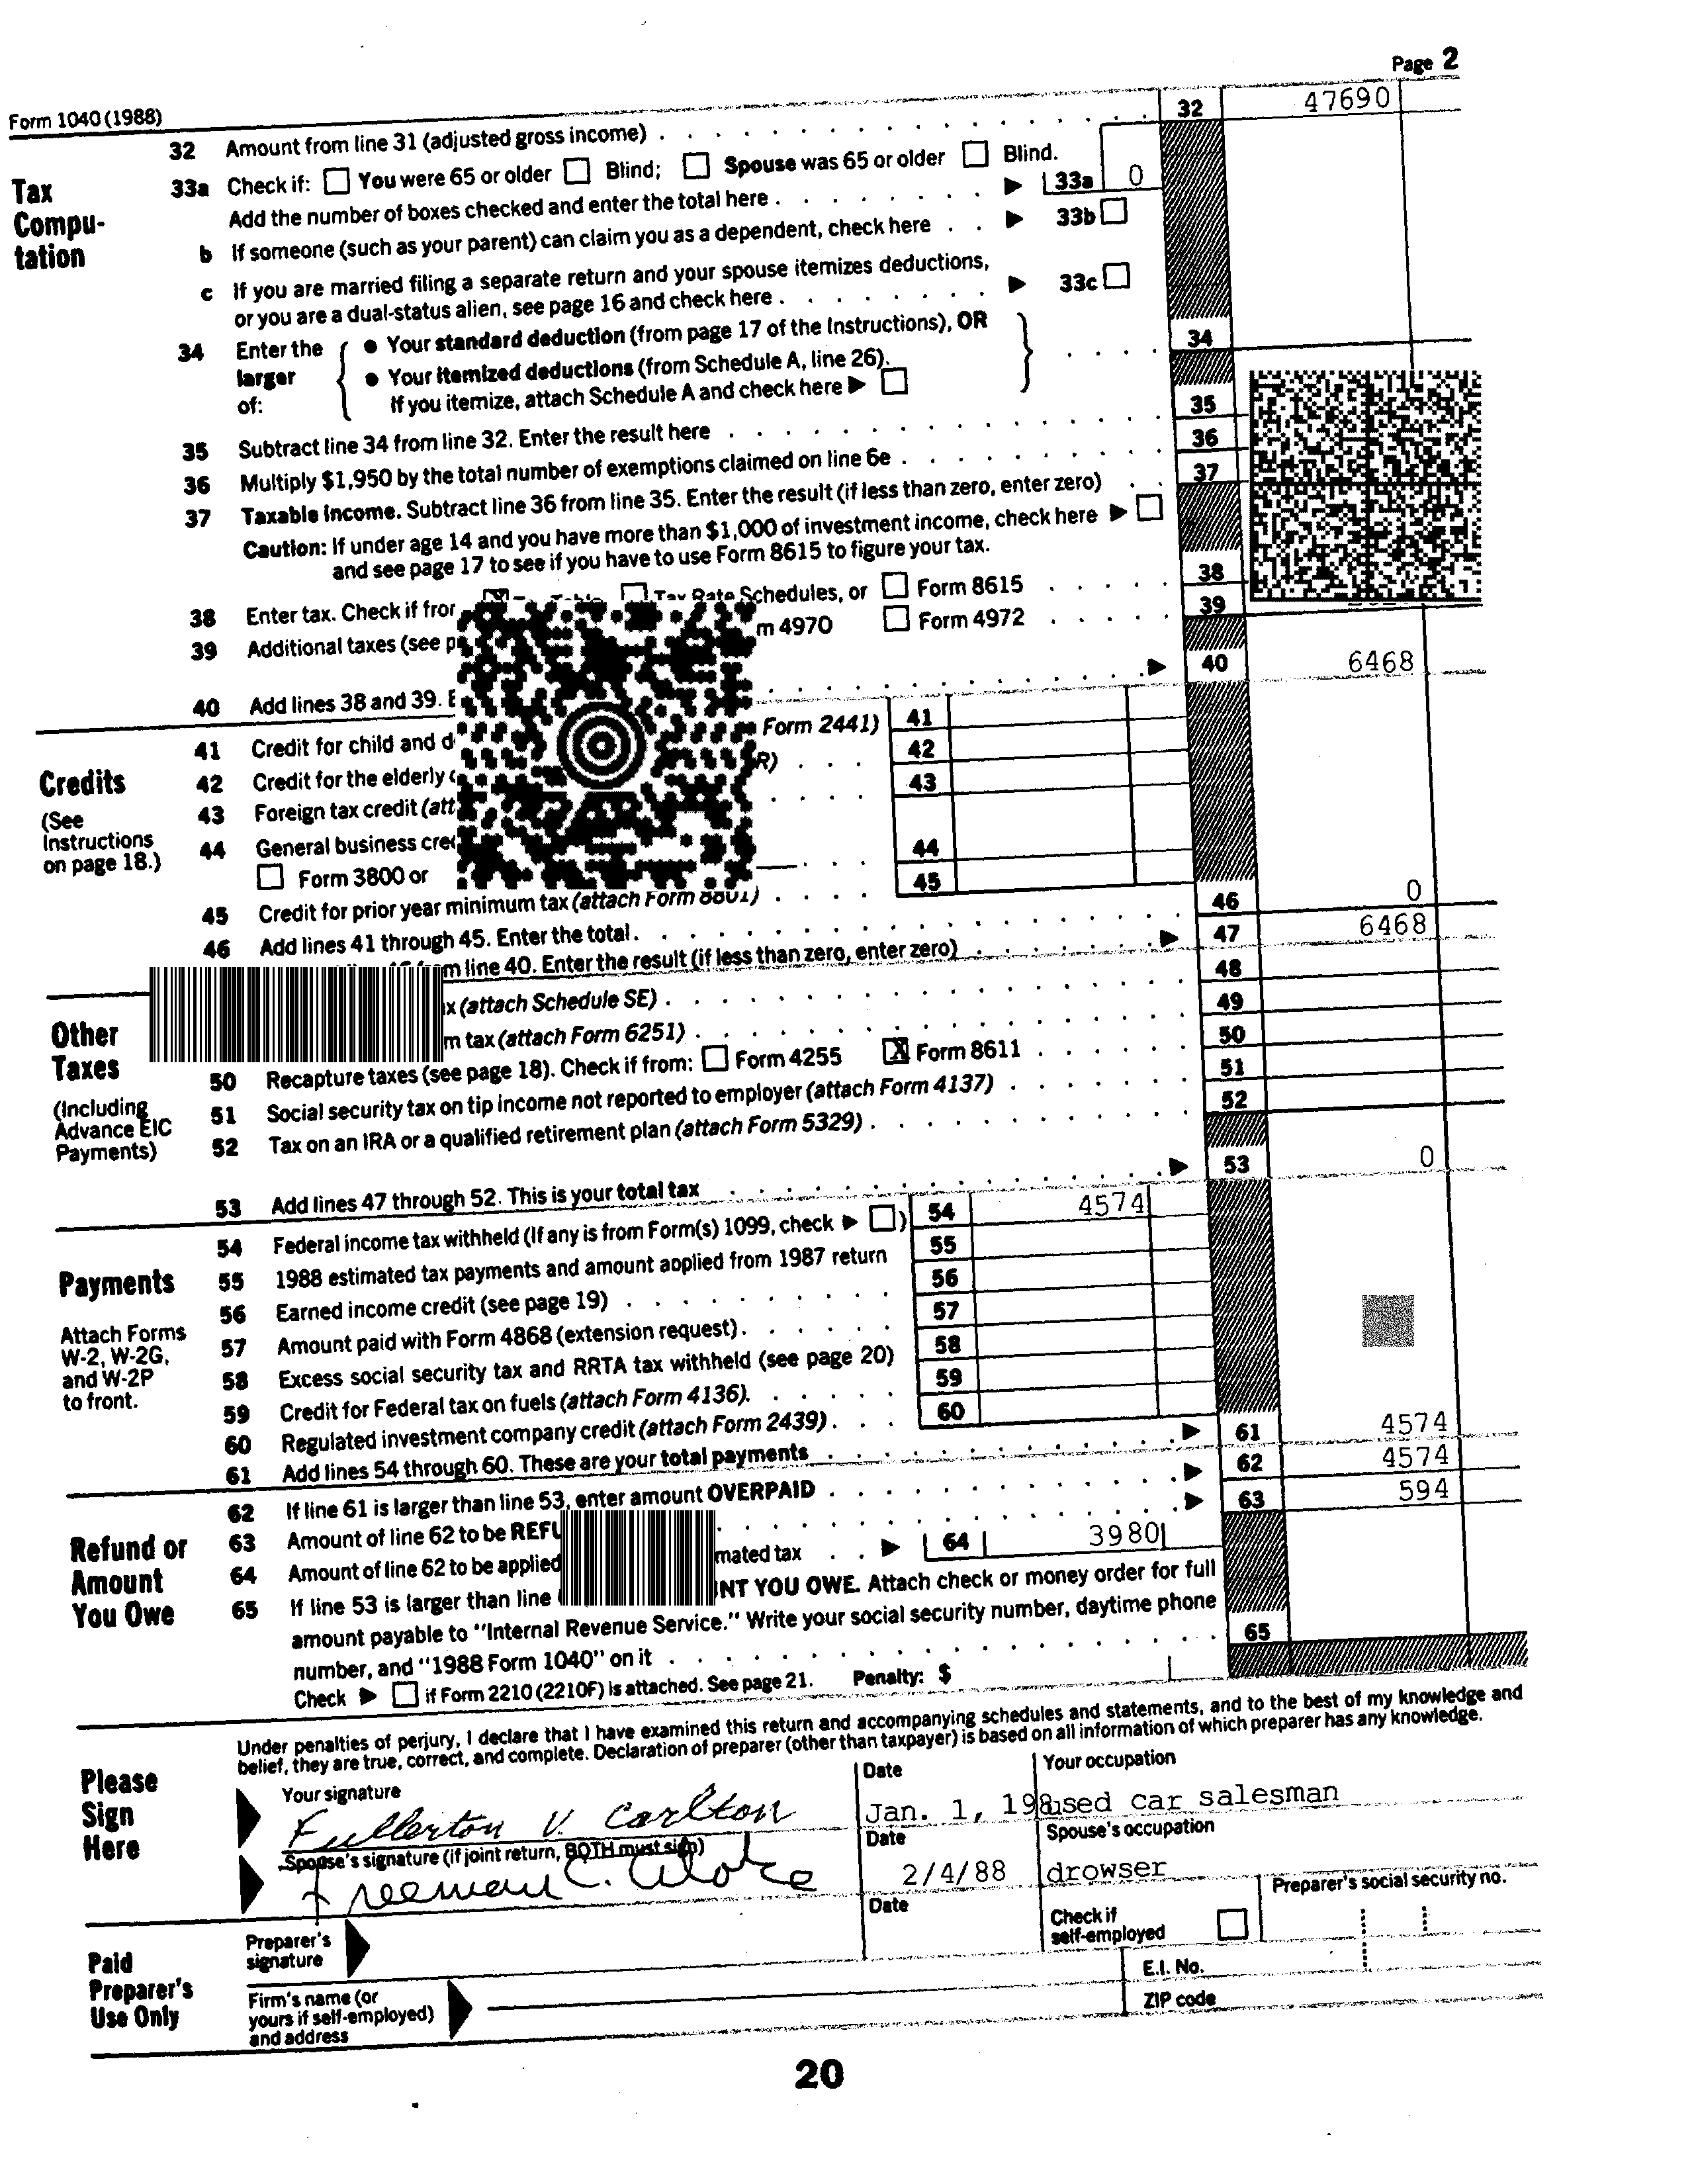 Page 2
Form 1040 (1988)
32 Amount from line 31 (adjusted gross income) 32 47690
Tax Compu- tation
33a Check if: You were 65 or older Blind; Spouse was 65 or older Blind.
Add the number of boxes checked and enter the total here 33a 0
b If someone (such as your parent) can claim you as a dependent, check here 33b
c If you are married filing a separate return and your spouse itemizes deductions,
or you are a dual-status alien, see page 16 and check here 33c
34 Enter the larger of:
● Your standard deduction (from page 17 of the Instructions), OR 34
● Your itemized deductions (from Schedule A, line 26).
If you itemize, attach Schedule A and check here
35 Subtract line 34 from line 32. Enter the result here 35
36 Multiply $1,950 by the total number of exemptions claimed on line 6e 36
37 Taxable Income. Subtract line 36 from line 35. Enter the result (if less than zero, enter zero) 37
Caution: If under age 14 and you have more than $1,000 of investment income, check here
and see page 17 to see if you have to use Form 8615 to figure your tax.
38 Enter tax. Check if X Tax Rate Schedules, or Form 8615 38
39 Additional taxes (see 4970 Form 4972 39
40 Add lines 38 and 39. 40 6468
Credits
(See
Instructions
on page 18.)
41 Credit for child and Form 2441) 41
42 Credit for the elderly R) 42
43 Foreign tax credit 43
44 General business
Form 3800 or 44
45 Credit for prior year minimum tax (attach Form 8801) 45
46 Add lines 41 through 45. Enter the total. 46 0
line 40. Enter the result (if less than zero, enter zero) 47 6468
Other
Taxes
(Including
Advance EIC
Payments)
(attach Schedule SE) 48
tax (attach Form 6251) 49
50 Recapture taxes (see page 18). Check if from: Form 4255 X Form 8611 50
51 Social security tax on tip income not reported to employer (attach Form 4137) 51
52 Tax on an IRA or a qualified retirement plan (attach Form 5329) 52
53 Add lines 47 through 52. This is your total tax 53 0
Payments
Attach Forms
W-2, W-2G,
and W-2P
to front.
54 Federal income tax withheld (If any is from Form(s) 1099, check ) 54 4574
55 1988 estimated tax payments and amount applied from 1987 return 55
56 Earned income credit (see page 19) 56
57 Amount paid with Form 4868 (extension request). 57
58 Excess social security tax and RRTA tax withheld (see page 20) 58
59 Credit for Federal tax on fuels (attach Form 4136). 59
60 Regulated investment company credit (attach Form 2439) 60
61 Add lines 54 through 60. These are your total payments 61 4574
Refund or
Amount
You Owe
62 If line 61 is larger than line 53, enter amount OVERPAID 62 4574
63 Amount of line 62 to be 63 594
64 Amount of line 62 to be applied tax 64 3980
65 If line 53 is larger than line YOU OWE. Attach check or money order for full
amount payable to "Internal Revenue Service." Write your social security number, daytime phone
number, and "1988 Form 1040" on it 65
Check if Form 2210 (2210F) is attached. See page 21. Penalty: $
Please
Sign
Here
Under penalties of perjury, I declare that I have examined this return and accompanying schedules and statements, and to the best of my knowledge and
belief, they are true, correct, and complete. Declaration of preparer (other than taxpayer) is based on all information of which preparer has any knowledge.
Your signature Date Your occupation
Fullerton V. Carlton Jan. 1, 198 used car salesman
Spouse's signature (if joint return, BOTH must sign) Date Spouse's occupation
Freeman C. 2/4/88 drowser
Paid
Preparer's
Use Only
Preparer's
signature
Date
Check if
self-employed
Preparer's social security no.
Firm's name (or
yours if self-employed)
and address
E.I. No.
ZIP code
20